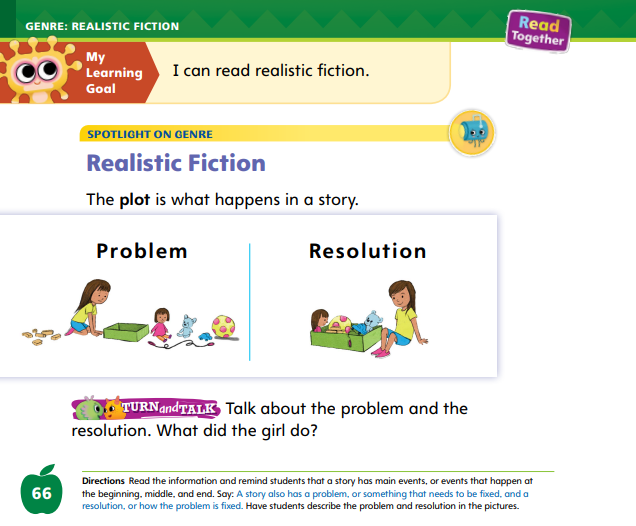 GENRE: REALISTIC FICTION
Read
Together
My
Learning
Goal
I can read realistic fiction.
SPOTLIGHT ON GENRE
Realistic Fiction
The plot is what happens in a story.
Problem
Resolution
TURN and TALK Talk about the problem and the
resolution. What did the girl do?
66
Directions Read the information and remind students that a story has main events, or events that happen at
the beginning, middle, and end. Say: A story also has a problem, or something that needs to be fixed, and a
resolution, or how the problem is fixed. Have students describe the problem and resolution in the pictures.